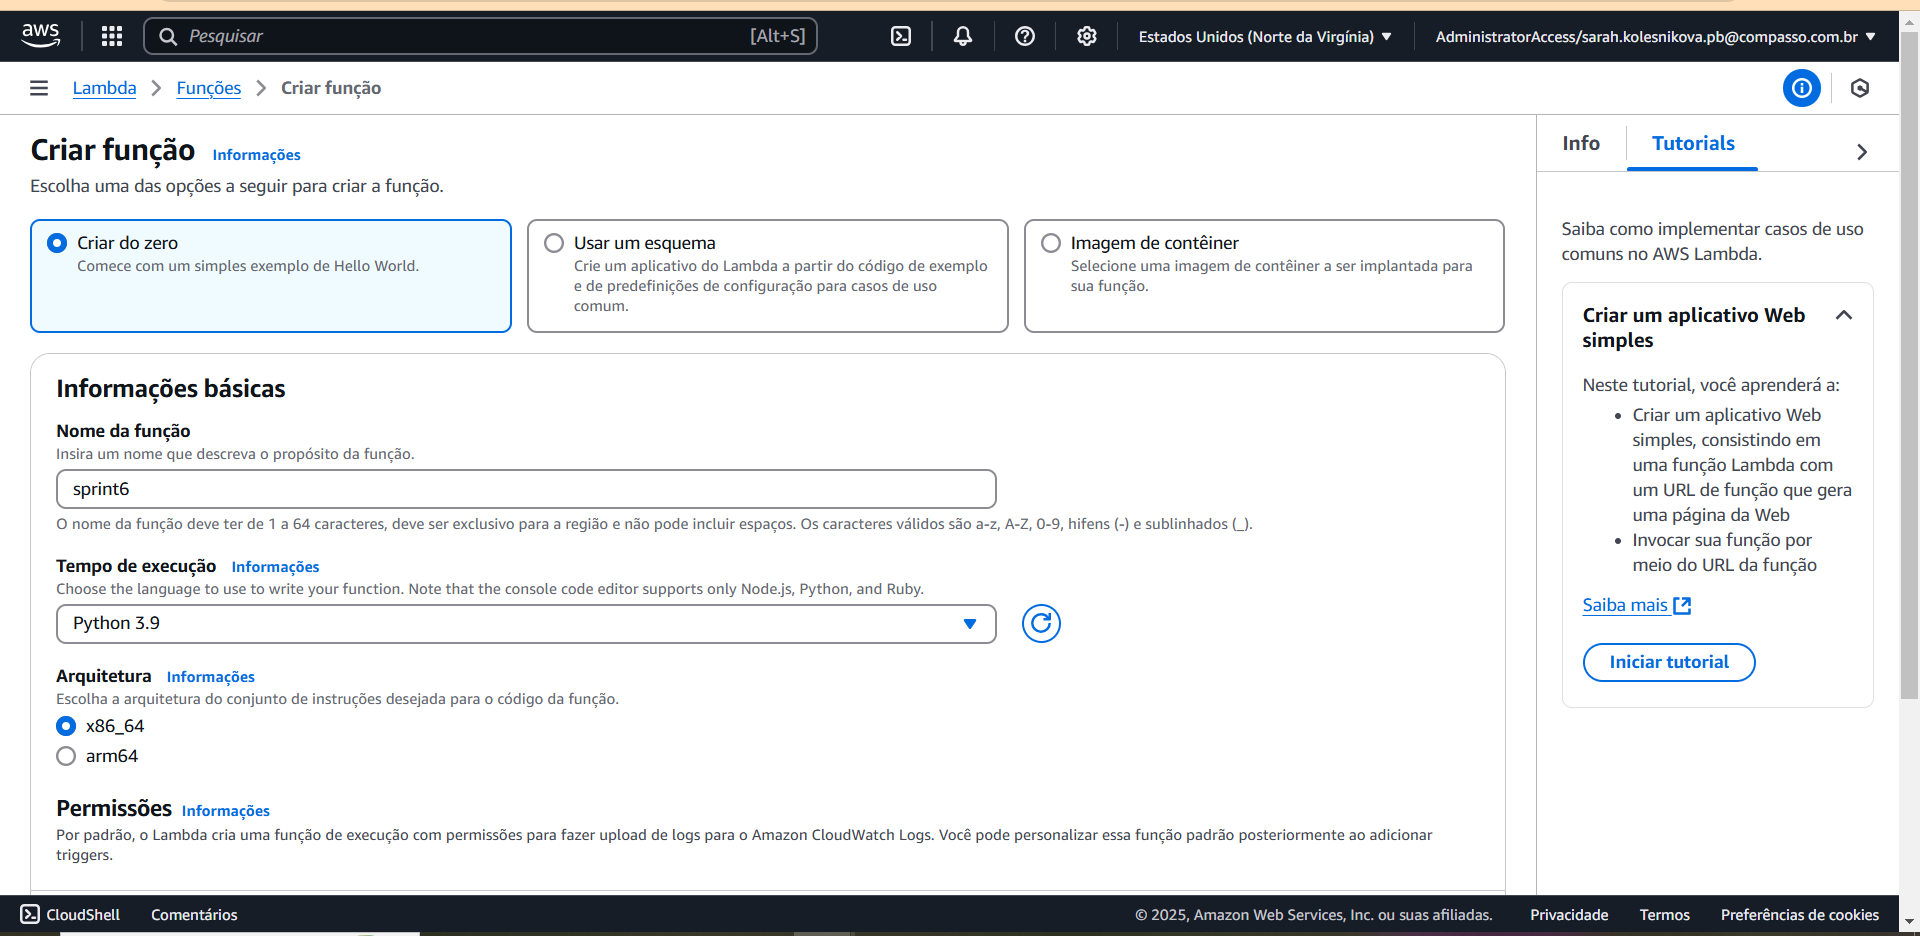 aws
Pesquisar
[Alt+S]
Estados Unidos (Norte da Virgínia)
AdministratorAccess/sarah.kolesnikova.pb@compasso.com.br
Lambda
Funções
Criar função
Criar função
Informações
Escolha uma das opções a seguir para criar a função.
Criar do zero
Comece com um simples exemplo de Hello World.
Usar um esquema
Crie um aplicativo do Lambda a partir do código de exemplo
e de predefinições de configuração para casos de uso
comum.
Imagem de contêiner
Selecione uma imagem de contêiner a ser implantada para
sua função.
Informações básicas
Nome da função
Insira um nome que descreva o propósito da função.
sprint6
O nome da função deve ter de 1 a 64 caracteres, deve ser exclusivo para a região e não pode incluir espaços. Os caracteres válidos são a-z, A-Z, 0-9, hifens (-) e sublinhados (_).
Tempo de execução
Informações
Choose the language to use to write your function. Note that the console code editor supports only Node.js, Python, and Ruby.
Python 3.9
Arquitetura
Informações
Escolha a arquitetura do conjunto de instruções desejada para o código da função.
x86_64
arm64
Permissões
Informações
Por padrão, o Lambda cria uma função de execução com permissões para fazer upload de logs para o Amazon CloudWatch Logs. Você pode personalizar essa função padrão posteriormente ao adicionar
triggers.
Info
Tutorials
Saiba como implementar casos de uso
comuns no AWS Lambda.
Criar um aplicativo Web
simples
Neste tutorial, você aprenderá a:
• Criar um aplicativo Web
simples, consistindo em
uma função Lambda com
um URL de função que gera
uma página da Web
• Invocar sua função por
meio do URL da função
Saiba mais
Iniciar tutorial
CloudShell
Comentários
© 2025, Amazon Web Services, Inc. ou suas afiliadas.
Privacidade
Termos
Preferências de cookies